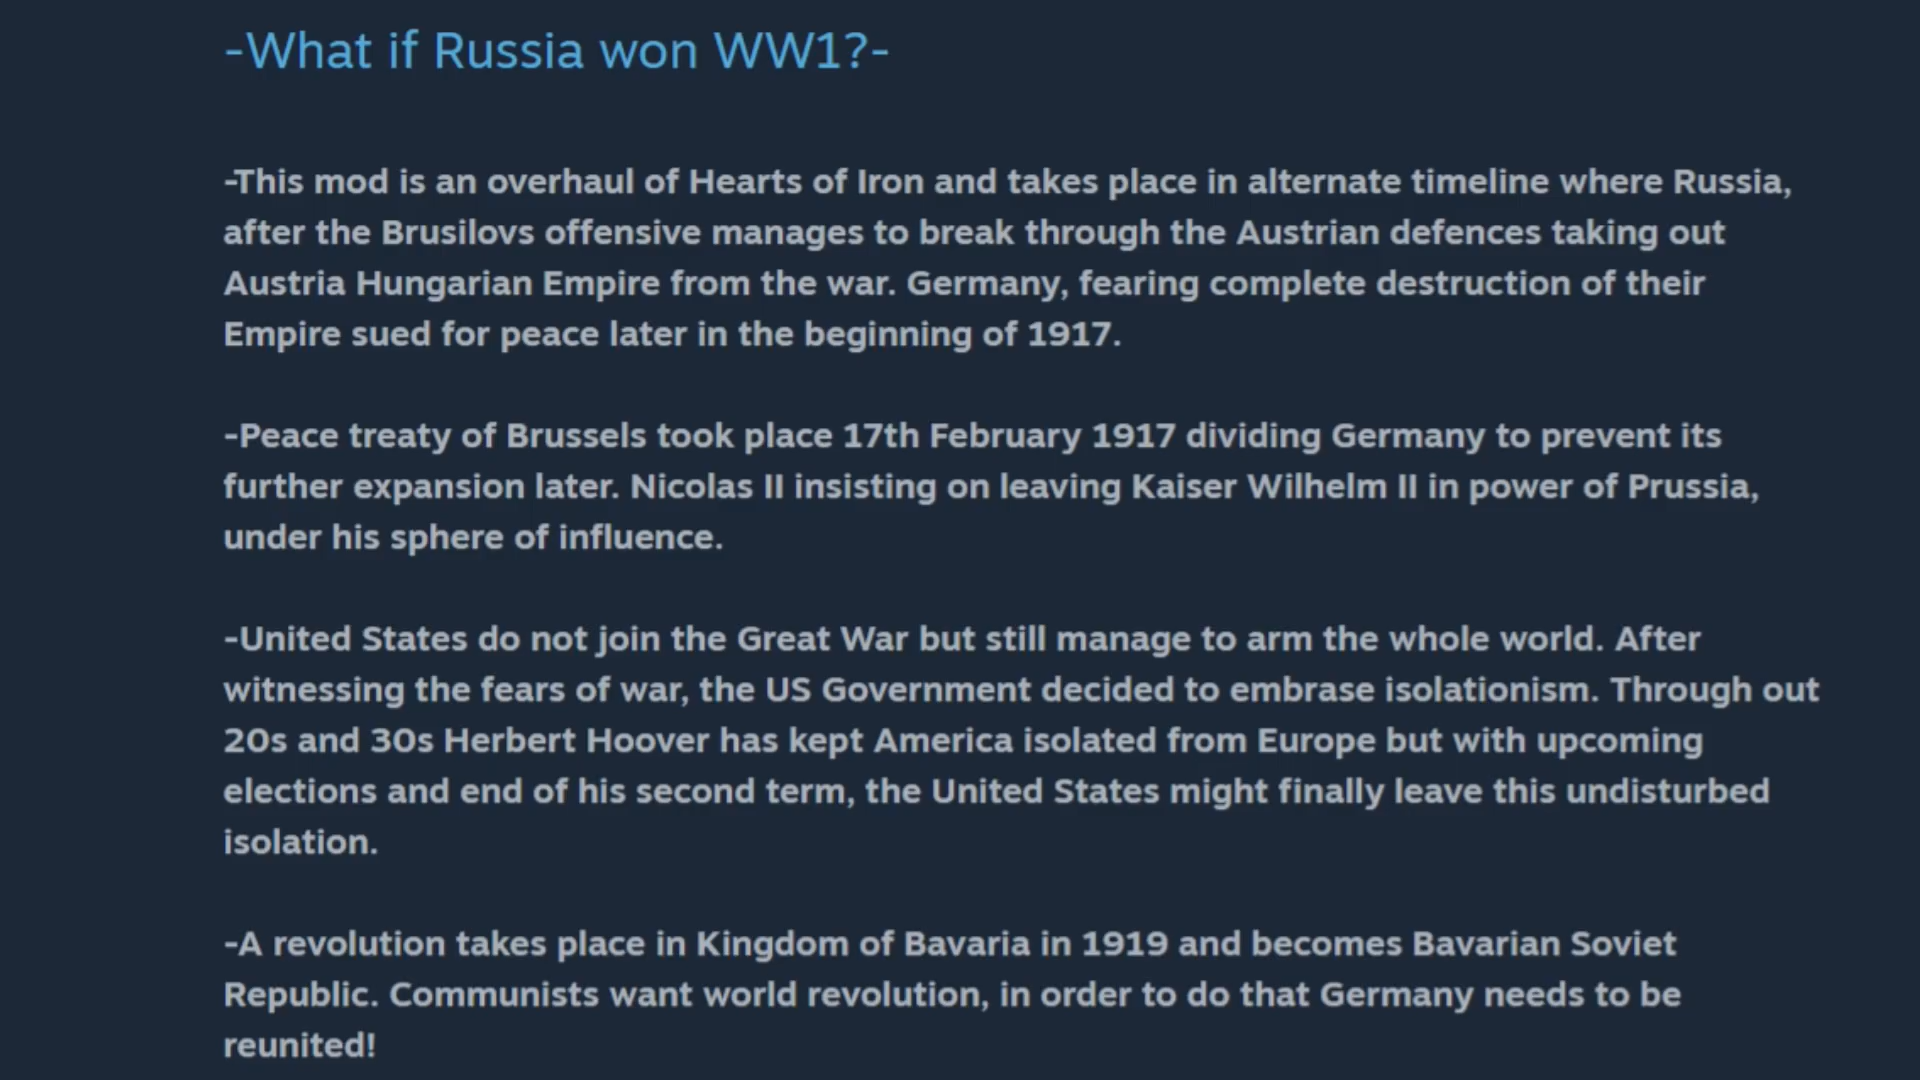 -What if Russia won WW1?-
-This mod is an overhaul of Hearts of Iron and takes place in alternate timeline where Russia,
after the Brusilovs offensive manages to break through the Austrian defences taking out
Austria Hungarian Empire from the war. Germany, fearing complete destruction of their
Empire sued for peace later in the beginning of 1917.
-Peace treaty of Brussels took place 17th February 1917 dividing Germany to prevent its
further expansion later. Nicolas II insisting on leaving Kaiser Wilhelm II in power of Prussia,
under his sphere of influence.
-United States do not join the Great War but still manage to arm the whole world. After
witnessing the fears of war, the US Government decided to embrase isolationism. Through out
20s and 30s Herbert Hoover has kept America isolated from Europe but with upcoming
elections and end of his second term, the United States might finally leave this undisturbed
isolation.
-A revolution takes place in Kingdom of Bavaria in 1919 and becomes Bavarian Soviet
Republic. Communists want world revolution, in order to do that Germany needs to be
reunited!